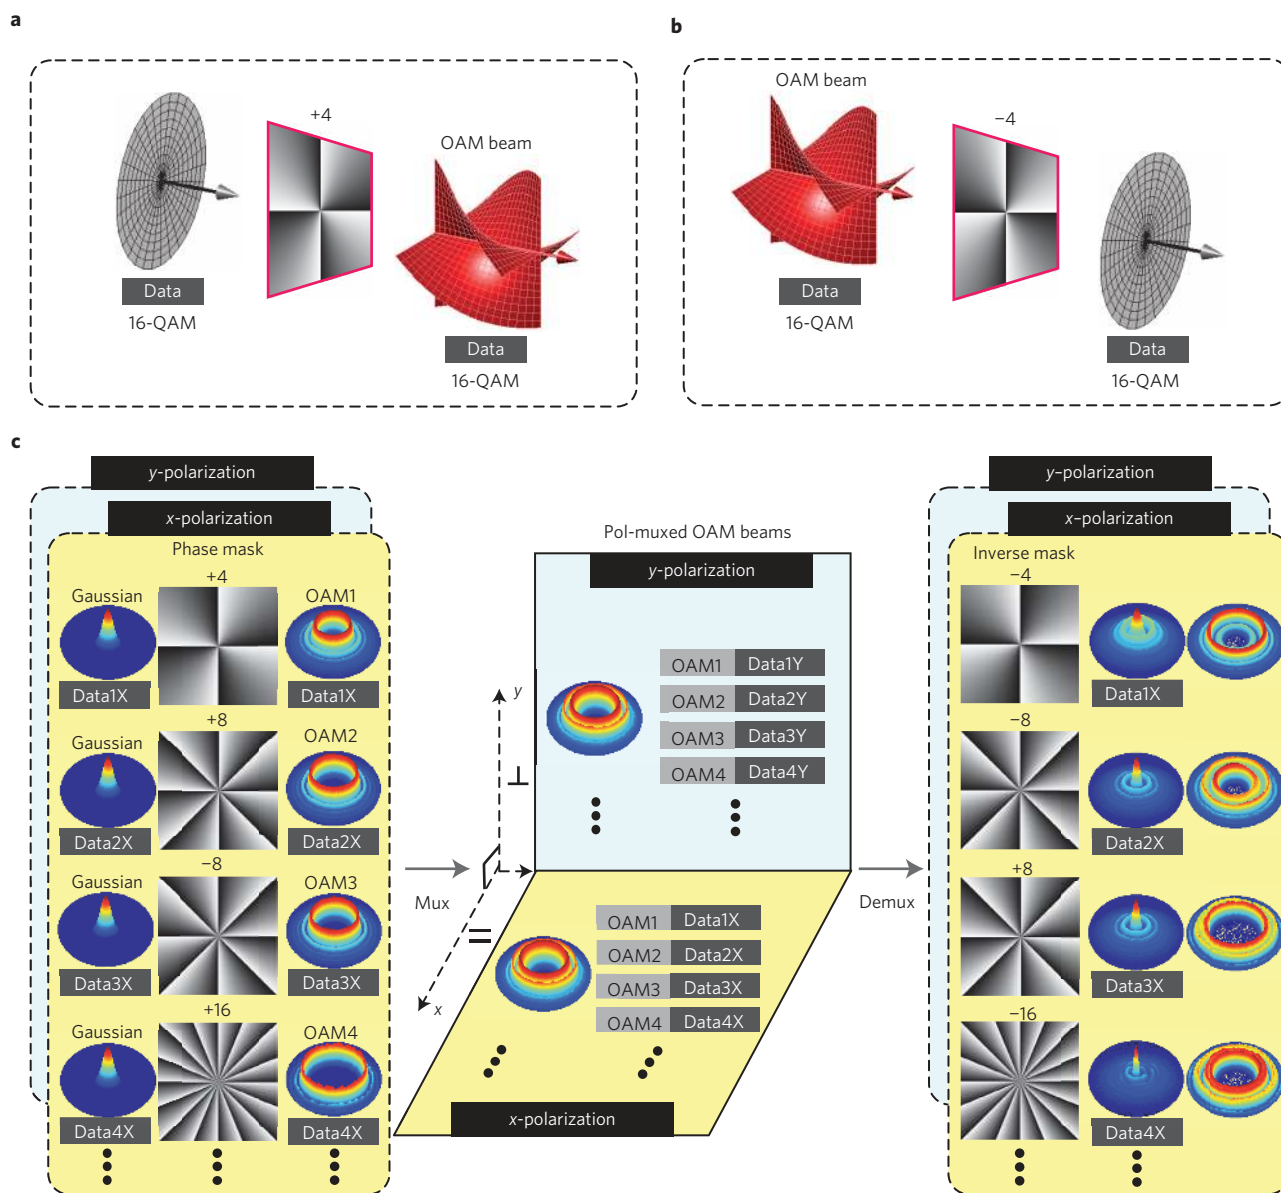 a
+4
OAM beam
Data
16-QAM
Data
16-QAM
b
OAM beam
−4
Data
16-QAM
Data
16-QAM
c
y-polarization
x-polarization
Phase mask
+4
Gaussian
OAM1
Data1X
Data1X
+8
Gaussian
OAM2
Data2X
Data2X
−8
Gaussian
OAM3
Data3X
Data3X
+16
Gaussian
OAM4
Data4X
Data4X
Mux
Pol-muxed OAM beams
y-polarization
y
⊥
OAM1 Data1Y
OAM2 Data2Y
OAM3 Data3Y
OAM4 Data4Y
=
x
OAM1 Data1X
OAM2 Data2X
OAM3 Data3X
OAM4 Data4X
x-polarization
Demux
y-polarization
x-polarization
Inverse mask
−4
Data1X
−8
Data2X
+8
Data3X
−16
Data4X